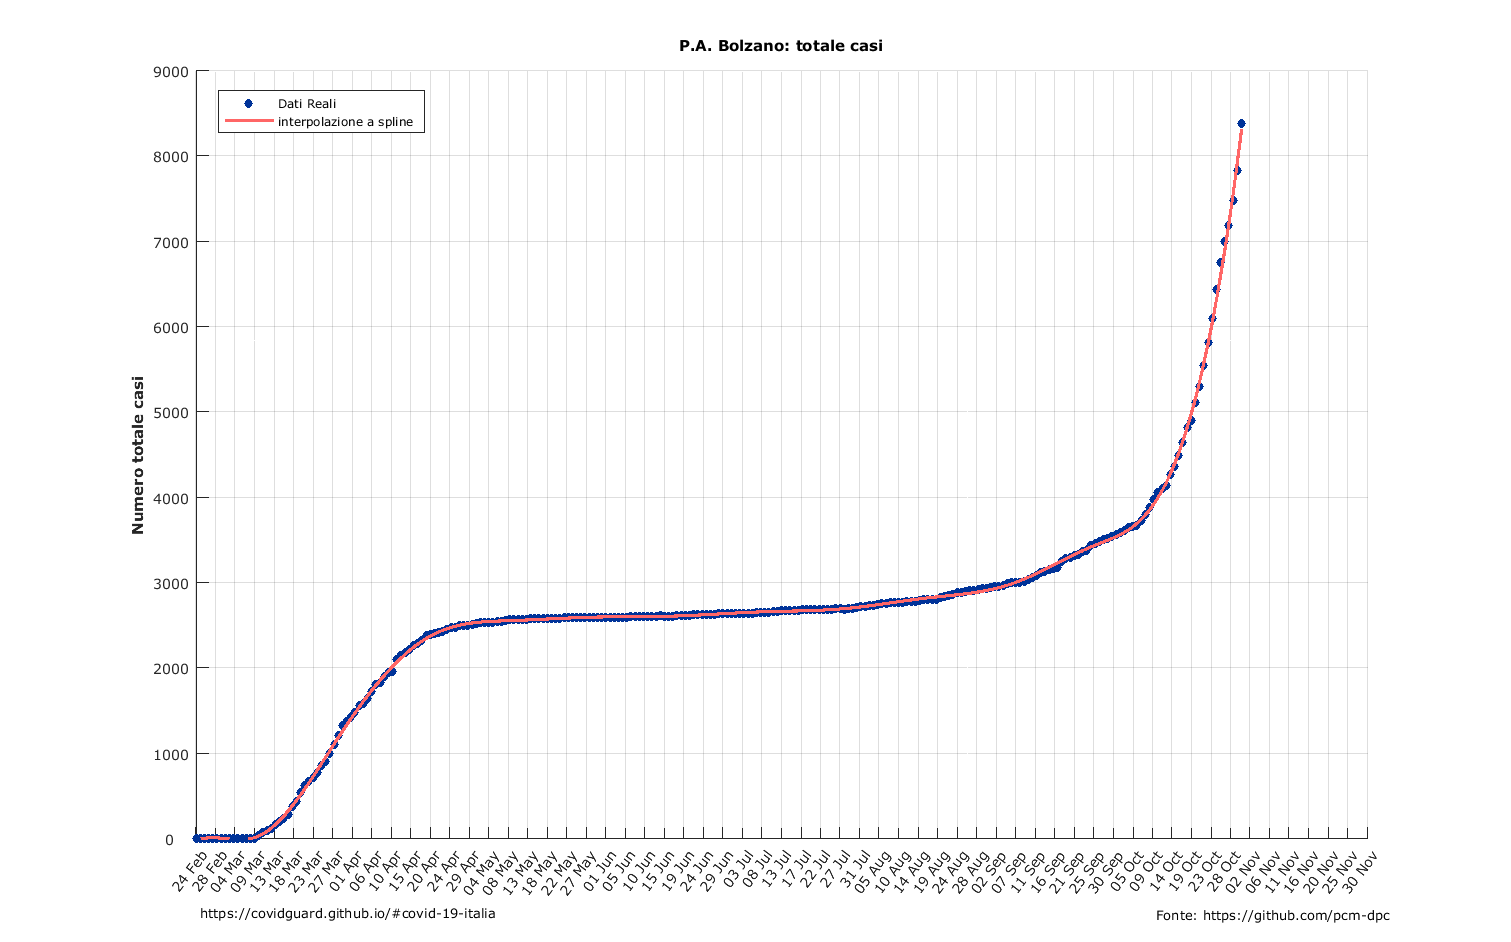 P.A. Bolzano: totale casi
9000
8000
7000
6000
5000
4000
3000
2000
1000
0
Dati Reali
interpolazione a spline
Numero totale casi
24 Feb
28 Feb
04 Mar
09 Mar
13 Mar
18 Mar
23 Mar
27 Mar
01 Apr
06 Apr
10 Apr
15 Apr
20 Apr
24 Apr
29 Apr
04 May
08 May
13 May
18 May
22 May
27 May
01 Jun
05 Jun
10 Jun
15 Jun
19 Jun
24 Jun
29 Jun
03 Jul
08 Jul
13 Jul
17 Jul
22 Jul
27 Jul
31 Jul
05 Aug
10 Aug
14 Aug
19 Aug
24 Aug
28 Aug
02 Sep
07 Sep
11 Sep
16 Sep
21 Sep
25 Sep
30 Sep
05 Oct
09 Oct
14 Oct
19 Oct
23 Oct
28 Oct
02 Nov
06 Nov
11 Nov
16 Nov
20 Nov
25 Nov
30 Nov
https://covidguard.github.io/#covid-19-italia
Fonte: https://github.com/pcm-dpc